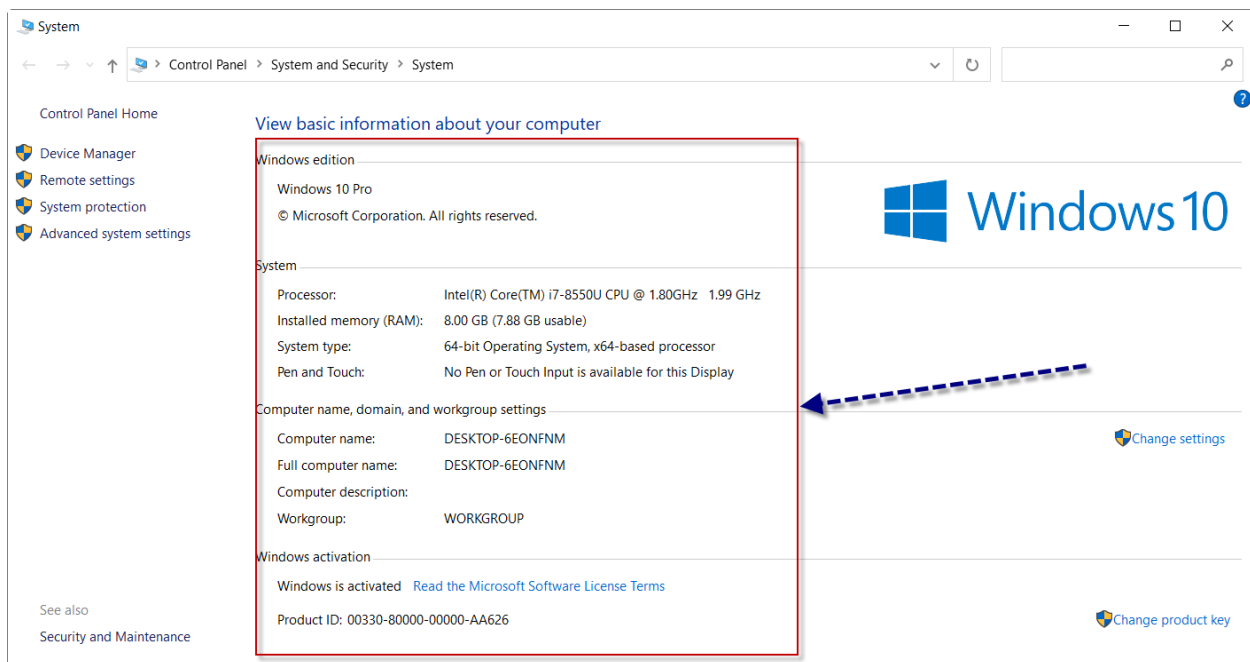 System
Control Panel > System and Security > System
Control Panel Home
Device Manager
Remote settings
System protection
Advanced system settings
See also
Security and Maintenance
View basic information about your computer
Windows edition
Windows 10 Pro
© Microsoft Corporation. All rights reserved.
Windows 10
System
Processor: Intel(R) Core(TM) i7-8550U CPU @ 1.80GHz 1.99 GHz
Installed memory (RAM): 8.00 GB (7.88 GB usable)
System type: 64-bit Operating System, x64-based processor
Pen and Touch: No Pen or Touch Input is available for this Display
Computer name, domain, and workgroup settings
Computer name: DESKTOP-6EONFNM
Change settings
Full computer name: DESKTOP-6EONFNM
Computer description:
Workgroup: WORKGROUP
Windows activation
Windows is activated Read the Microsoft Software License Terms
Product ID: 00330-80000-00000-AA626
Change product key